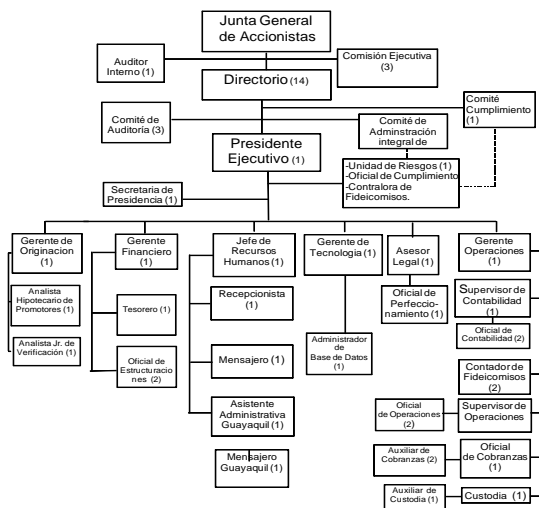 Junta General
de Accionistas
Auditor
Interno (1)
Comisión Ejecutiva
(3)
Directorio (14)
Comité de
Auditoría (3)
Comité de
Adminstración
integral de
Comité
Cumplimiento
(1)
Presidente
Ejecutivo (1)
-Unidad de Riesgos (1)
-Oficial de Cumplimiento
-Contralora de
Fideicomisos.
Secretaria de
Presidencia (1)
Gerente de
Originacion
(1)
Gerente
Financiero
(1)
Jefe de
Recursos
Humanos (1)
Gerente de
Tecnologia (1)
Asesor
Legal (1)
Gerente
Operaciones
(1)
Analista
Hipotecario de
Promotores (1)
Tesorero (1)
Recepcionista
(1)
Oficial de
Perfeccio-
namiento (1)
Supervisor de
Contabilidad
(1)
Oficial de
Contabilidad (2)
Analista Jr. de
Verificación (1)
Oficial de
Estructuracio
nes (2)
Mensajero (1)
Administrador
de
Base de Datos
(1)
Contador de
Fideicomisos
(2)
Asistente
Administrativa
Guayaquil (1)
Oficial
de Operaciones
(2)
Supervisor de
Operaciones
Mensajero
Guayaquil (1)
Auxiliar de
Cobranzas (2)
Oficial
de Cobranzas
(1)
Auxiliar de
Custodia (1)
Custodia (1)